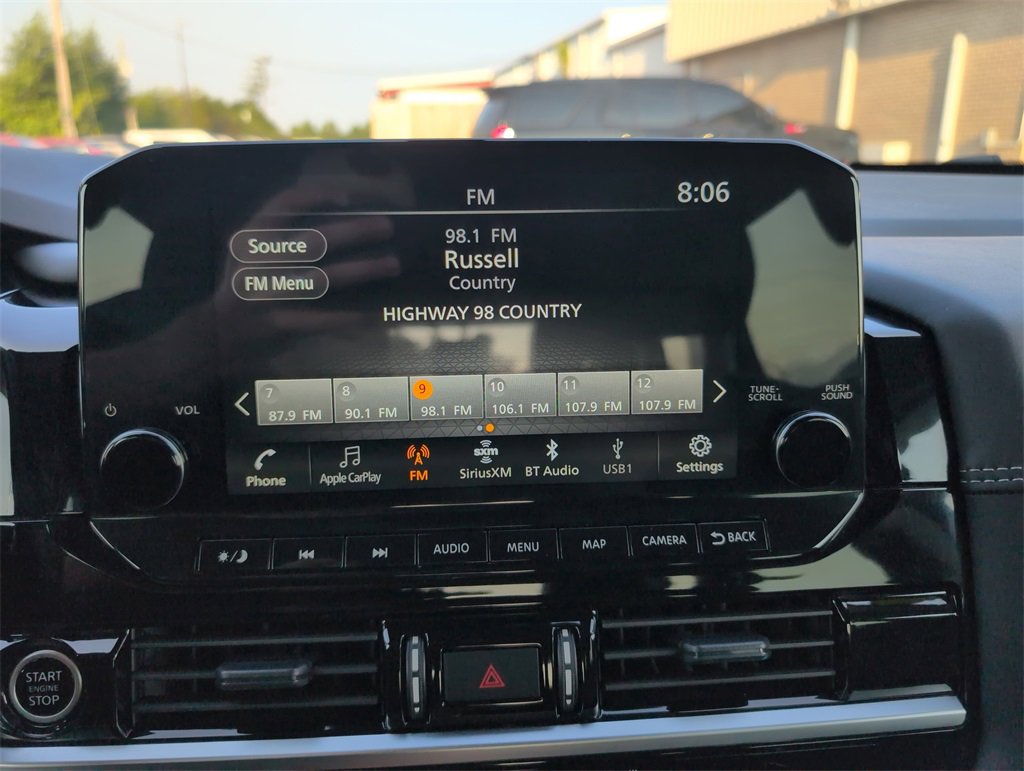 FM
8:06
Source
98.1 FM
Russell
FM Menu
Country
HIGHWAY 98 COUNTRY
7 8 9 10 11 12
87.9 FM 90.1 FM 98.1 FM 106.1 FM 107.9 FM 107.9 FM
VOL
TUNE·
SCROLL
PUSH
SOUND
sxm
Phone Apple CarPlay FM SiriusXM BT Audio USB1 Settings
AUDIO MENU MAP CAMERA BACK
START
ENGINE
STOP